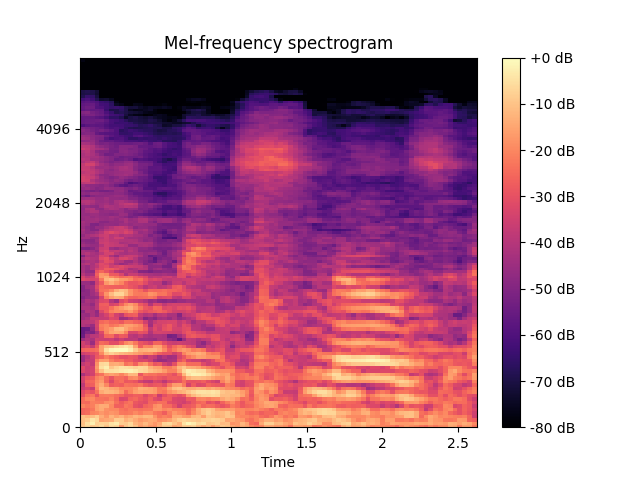 Mel-frequency spectrogram
+0 dB
4096
-10 dB
-20 dB
2048
-30 dB
Hz
-40 dB
1024
-50 dB
512
-60 dB
-70 dB
0
-80 dB
0 0.5 1 1.5 2 2.5
Time